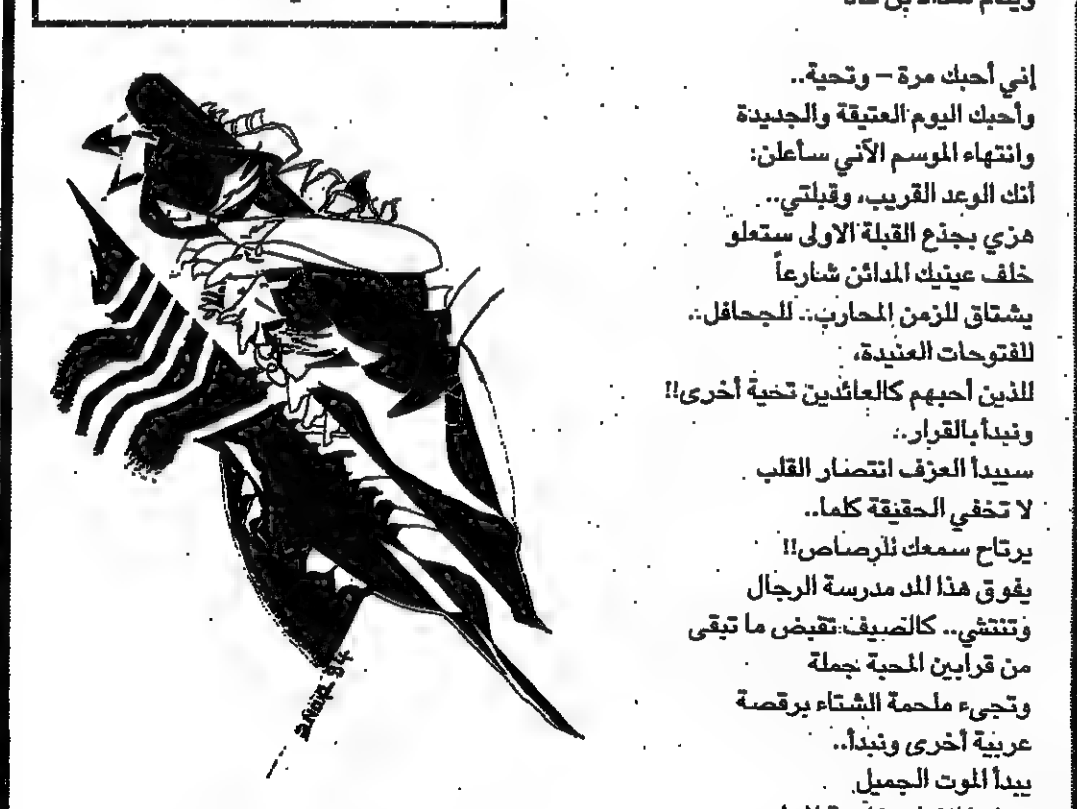 إني أحبك مرة – وتحية..
وأحبك اليوم العتيقة والجديدة
وانتهاء الموسم الآني سأعلن:
أنك الوعد القريب، وقبلتي..
هزي بجذع القبلة الاولى ستعلو
خلف عينيك المدائن شارعاً
يشتاق للزمن المحارب.. للجحافل..
للفتوحات العنيدة،
للذين أحبهم كالعائدين تحية أخرى!!
ونبدأ بالقرار..
سيبدأ العزف انتصار القلب
لا تخفي الحقيقة كلما..
يرتاح سمعك للرصاص!!
يفوق هذا المد مدرسة الرجال
وتنتشي.. كالصيف تقبض ما تبقى
من قرابين المحبة جملة
وتجيء ملحمة الشتاء برقصة
عربية أخرى ونبدأ..
يبدأ الموت الجميل